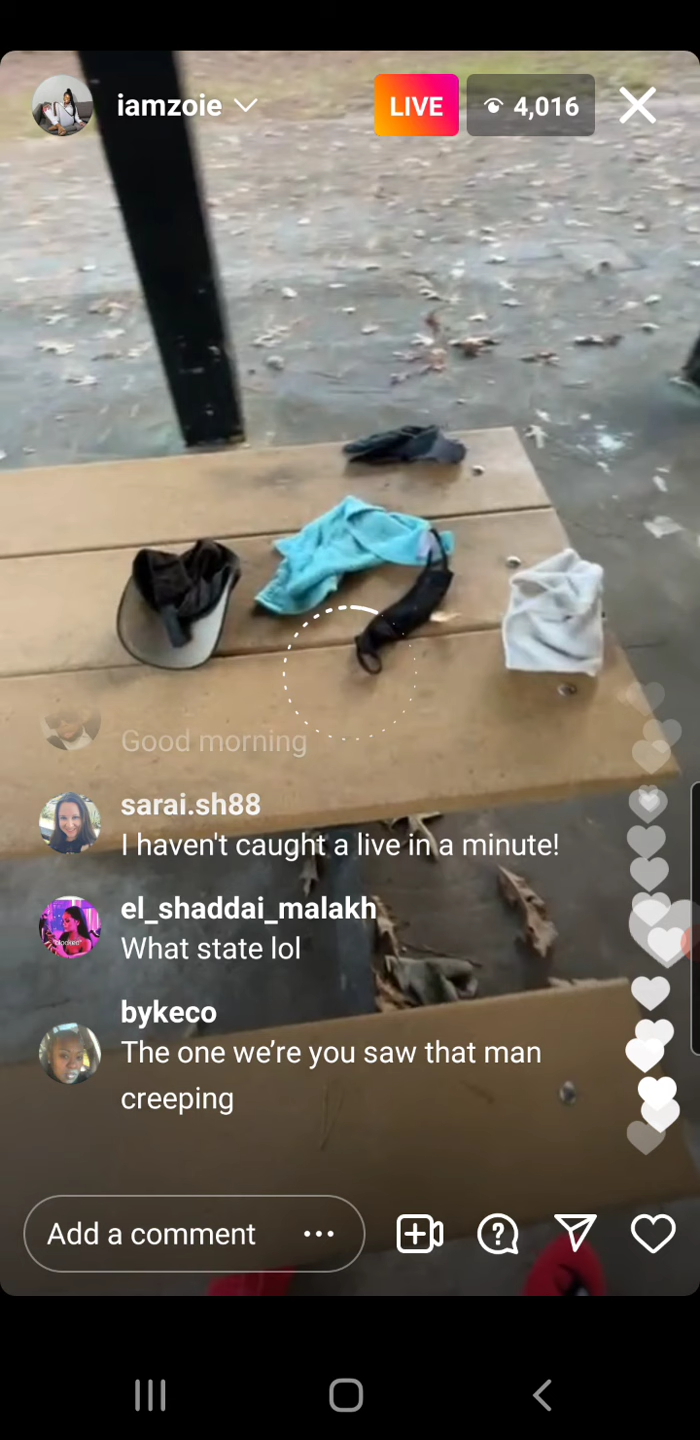 iamzoie
LIVE
4,016
Good morning
sarai.sh88
I haven't caught a live in a minute!
el_shaddai_malakh
What state lol
bykeco
The one we’re you saw that man
creeping
Add a comment